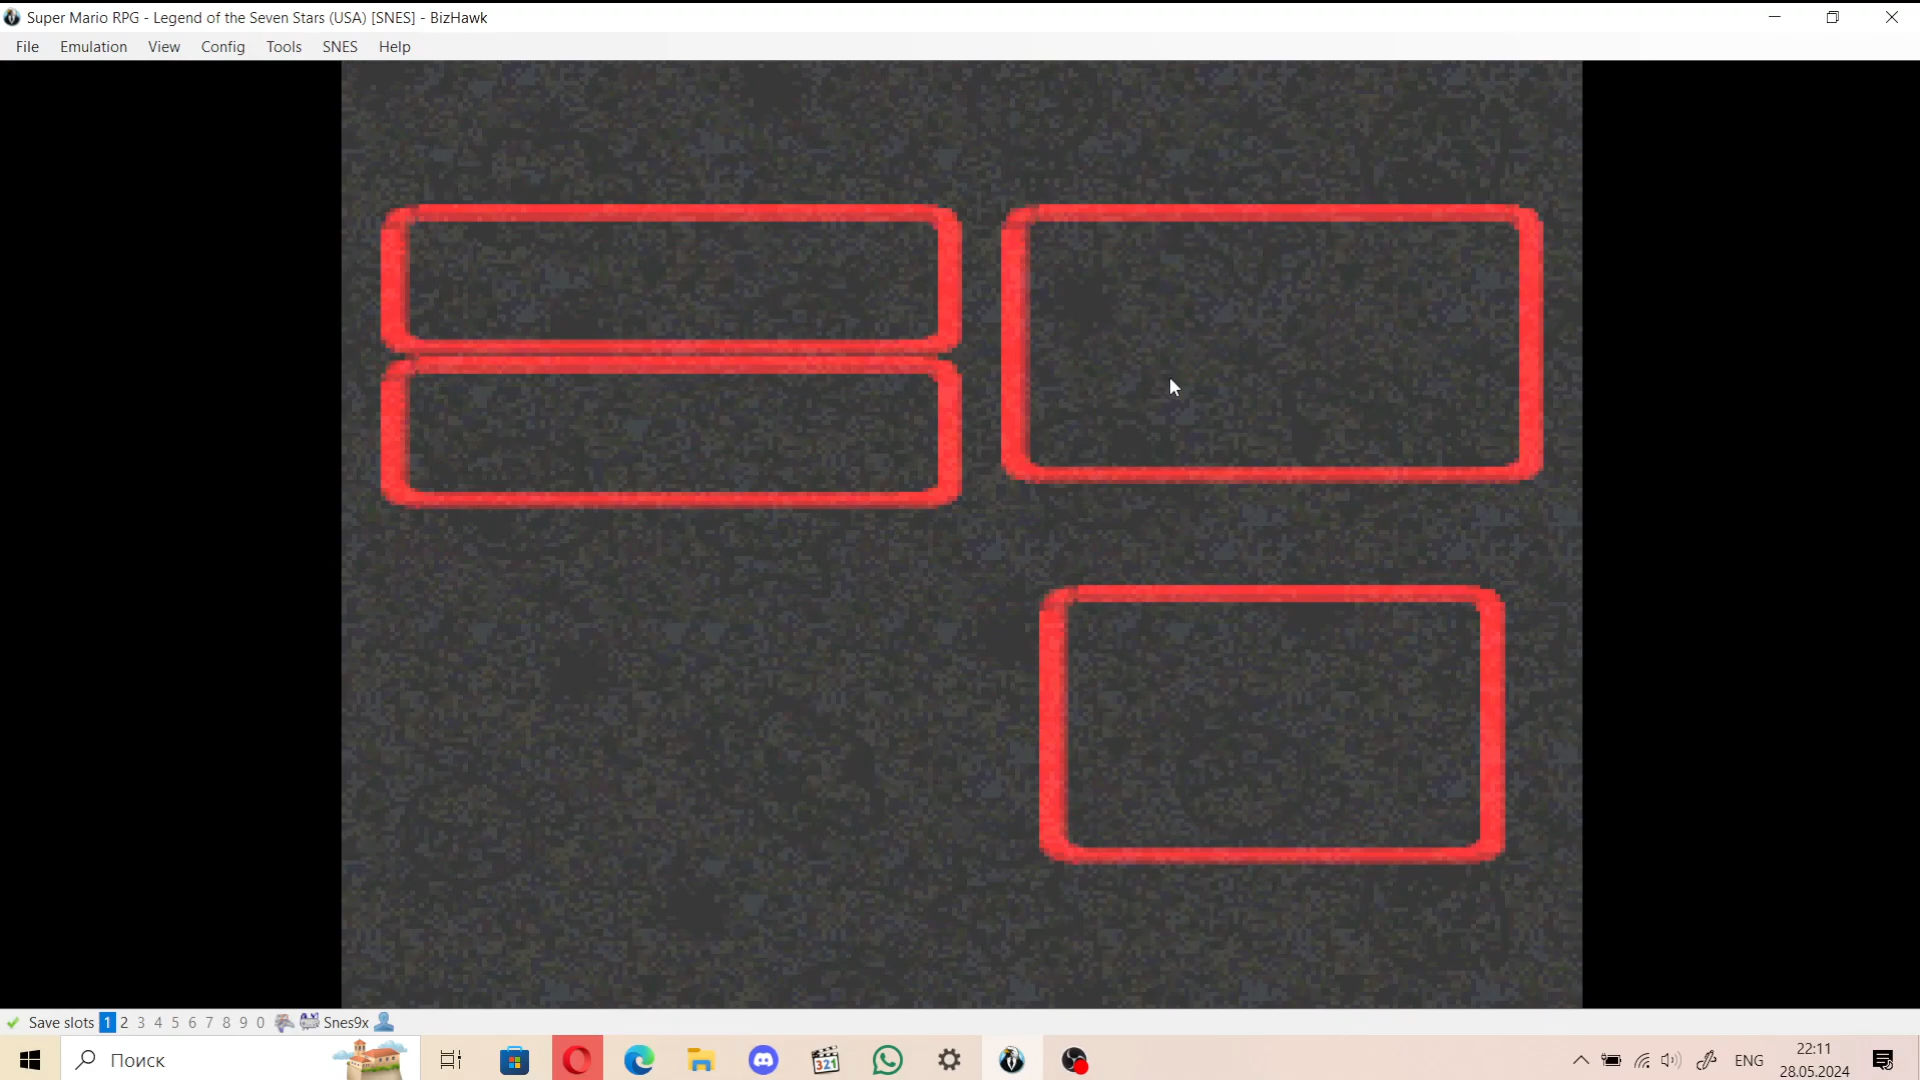 Super Mario RPG - Legend of the Seven Stars (USA) [SNES] - BizHawk
File Emulation View Config Tools SNES Help
Save slots 1 2 3 4 5 6 7 8 9 0 Snes9x
Поиск
321
ENG
22:11
28.05.2024